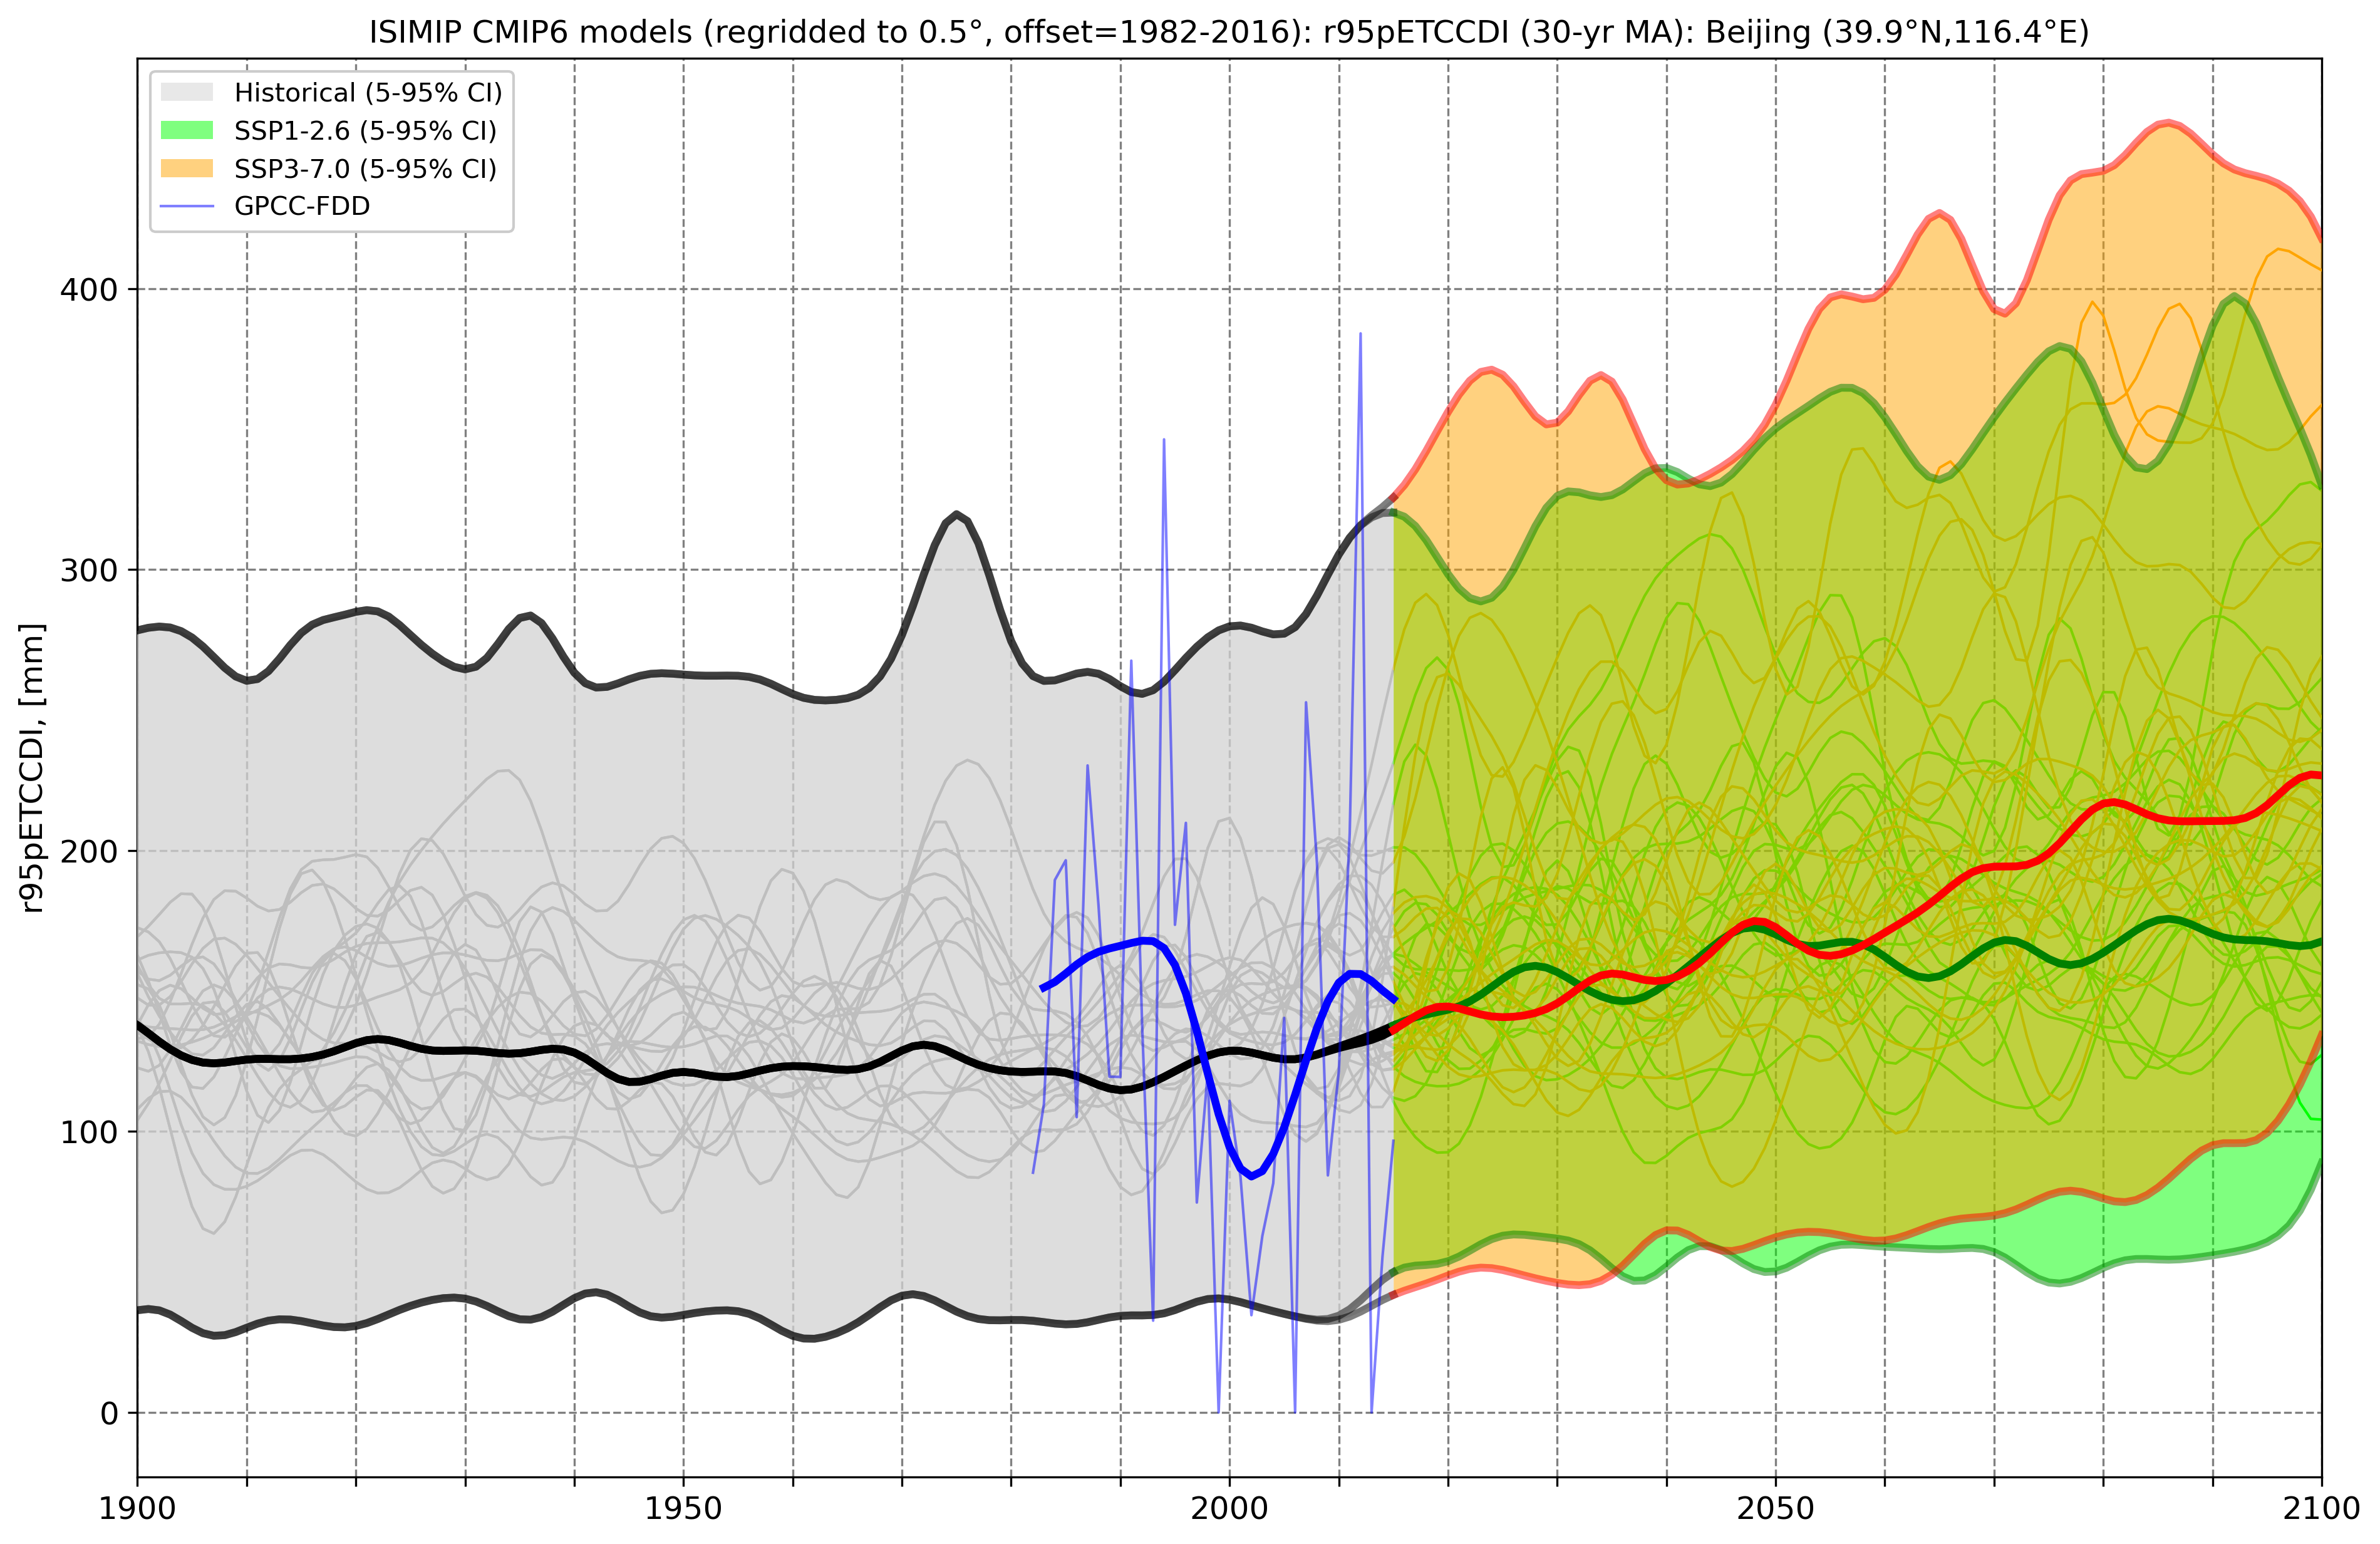 ISIMIP CMIP6 models (regridded to 0.5°, offset=1982-2016): r95pETCCDI (30-yr MA): Beijing (39.9°N,116.4°E)
Historical (5-95% CI)
SSP1-2.6 (5-95% CI)
SSP3-7.0 (5-95% CI)
GPCC-FDD
r95pETCCDI, [mm]
400
300
200
100
0
1900
1950
2000
2050
2100